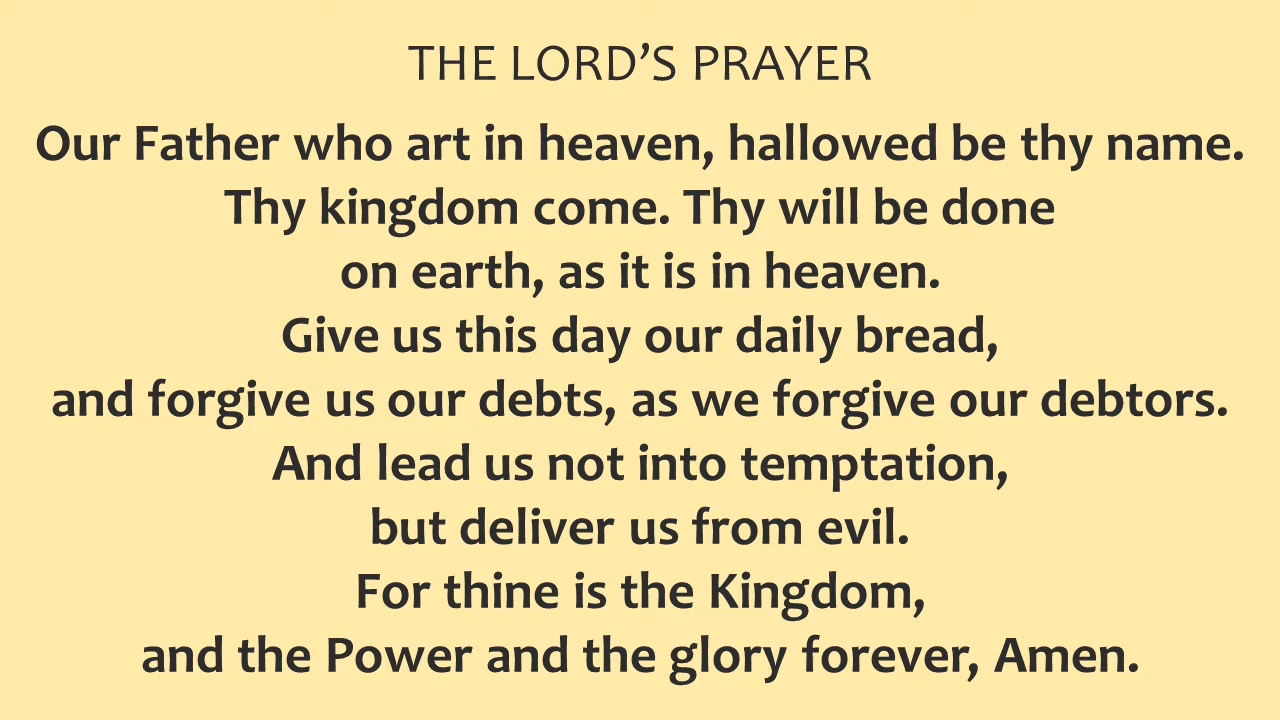 THE LORD’S PRAYER
Our Father who art in heaven, hallowed be thy name.
Thy kingdom come. Thy will be done
on earth, as it is in heaven.
Give us this day our daily bread,
and forgive us our debts, as we forgive our debtors.
And lead us not into temptation,
but deliver us from evil.
For thine is the Kingdom,
and the Power and the glory forever, Amen.